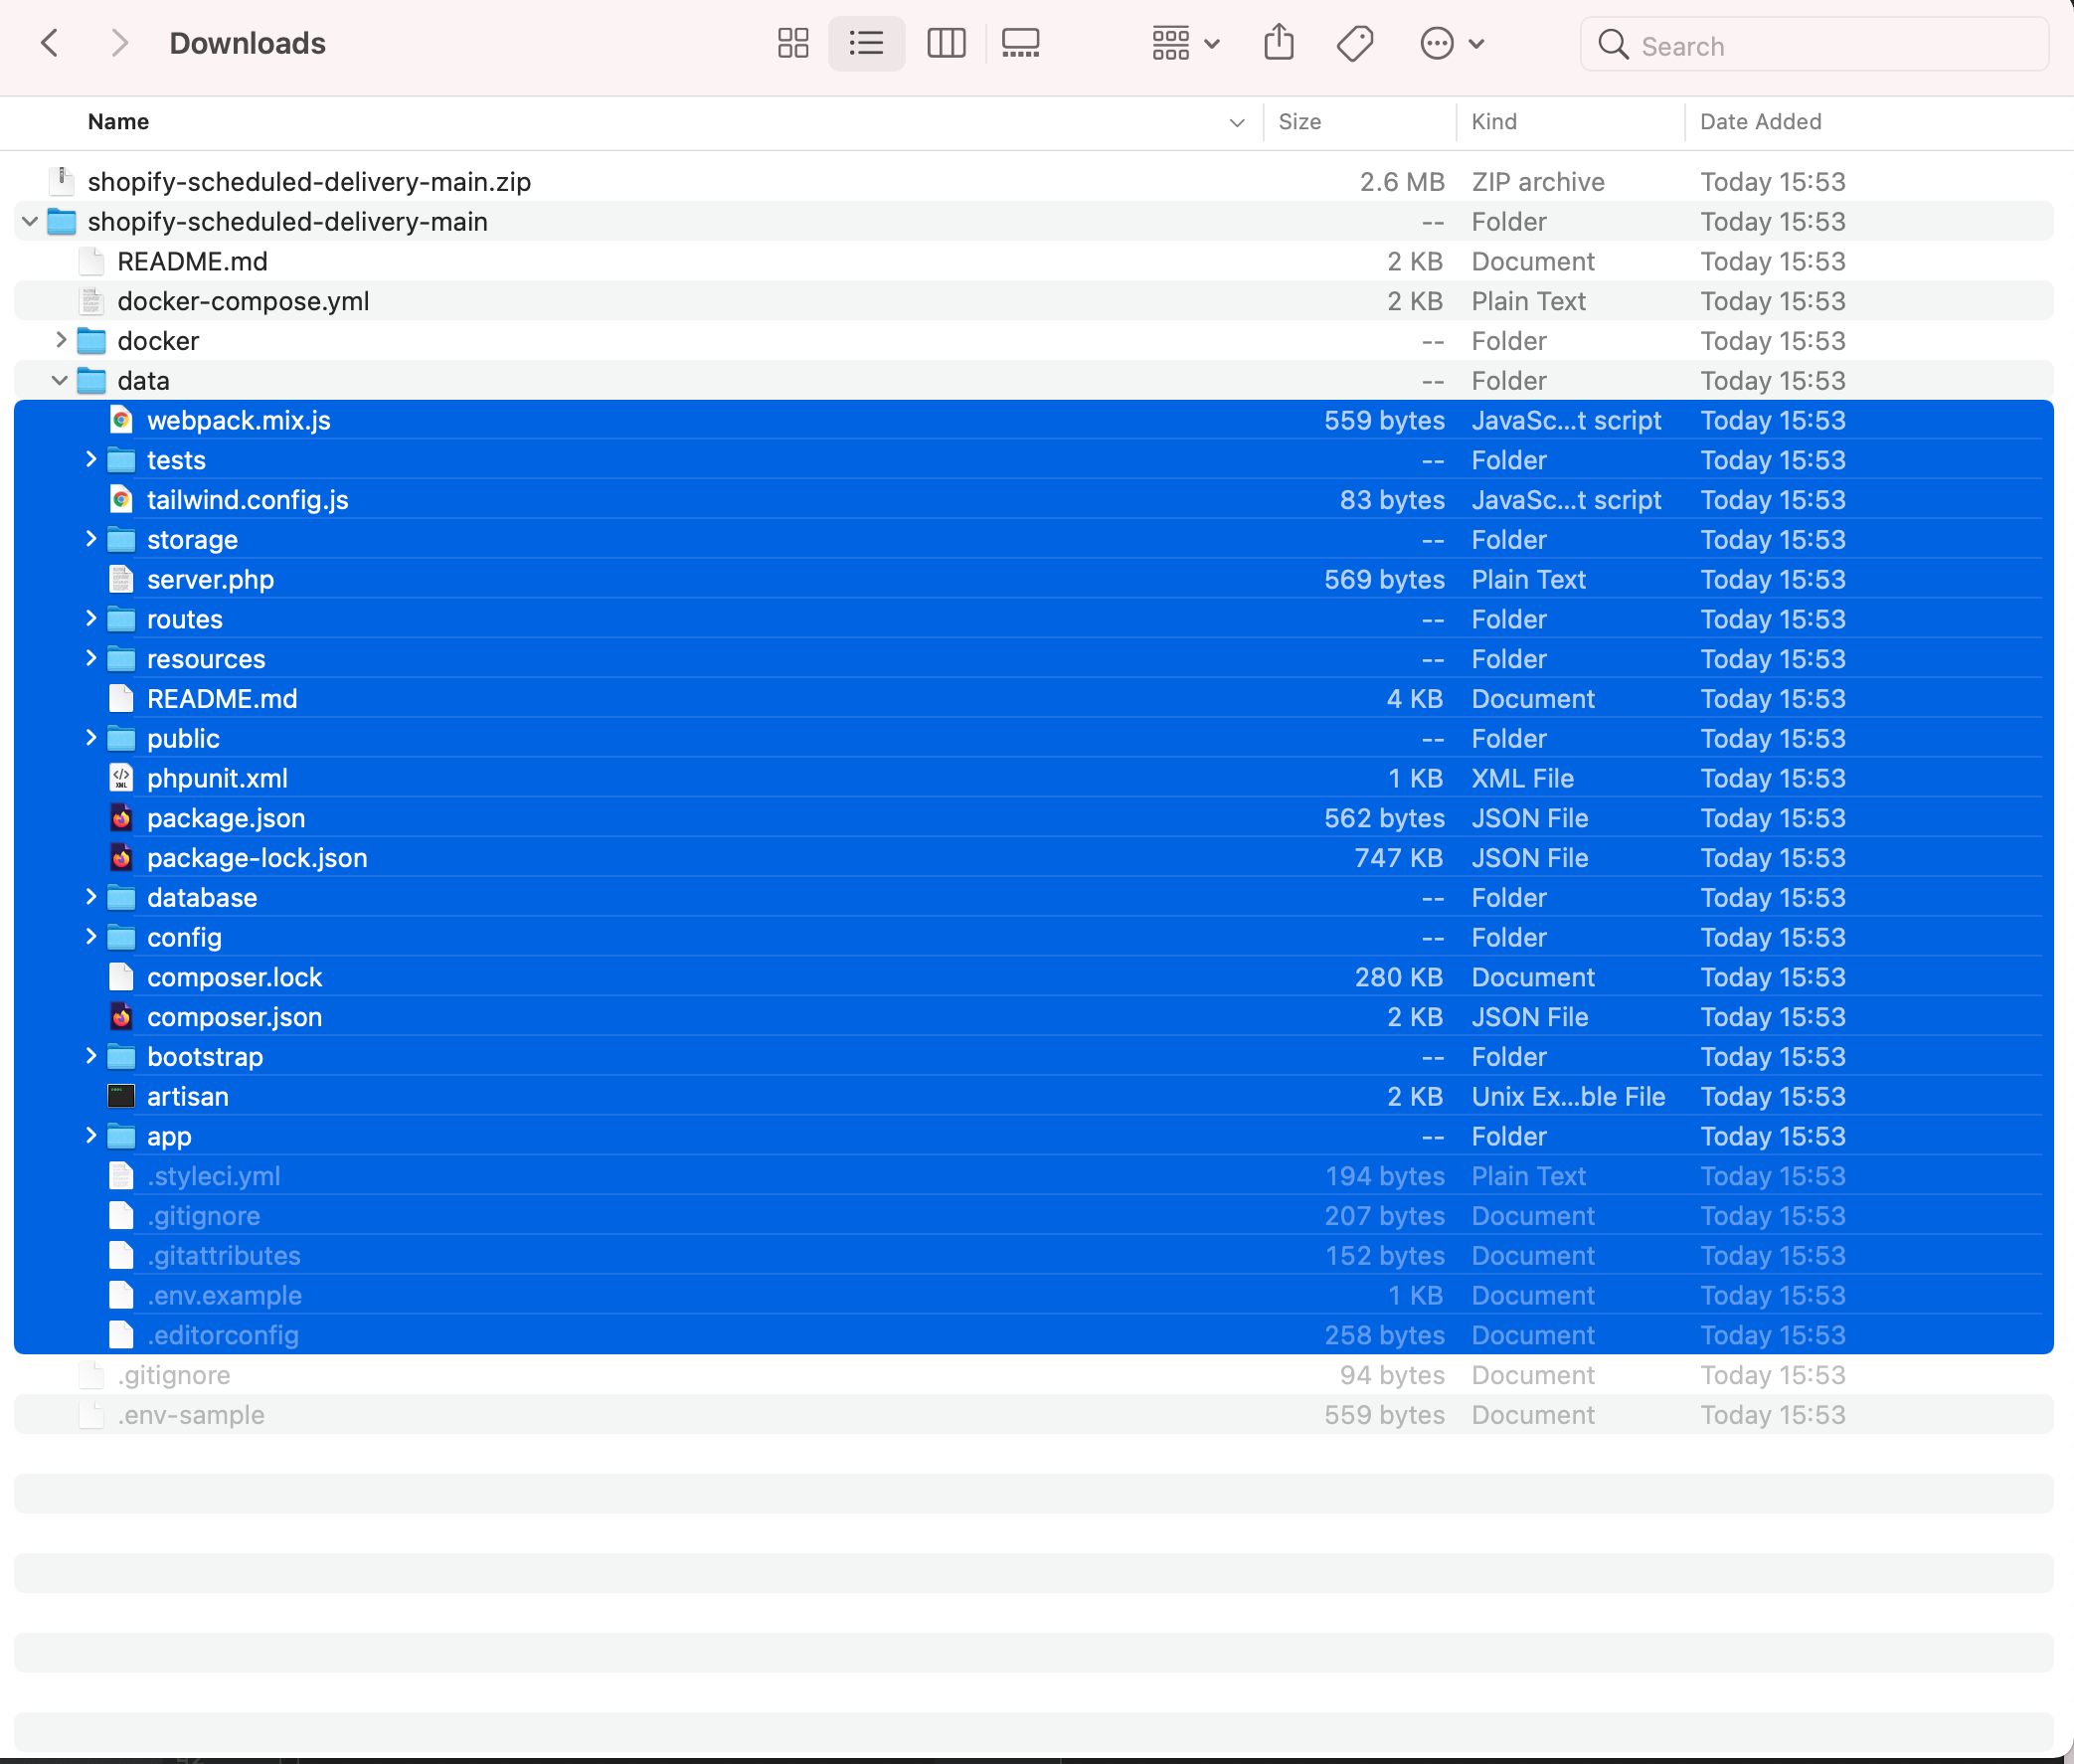 Downloads
Search
Name Size Kind Date Added
shopify-scheduled-delivery-main.zip 2.6 MB ZIP archive Today 15:53
shopify-scheduled-delivery-main -- Folder Today 15:53
README.md 2 KB Document Today 15:53
docker-compose.yml 2 KB Plain Text Today 15:53
docker -- Folder Today 15:53
data -- Folder Today 15:53
webpack.mix.js 559 bytes JavaSc...t script Today 15:53
tests -- Folder Today 15:53
tailwind.config.js 83 bytes JavaSc...t script Today 15:53
storage -- Folder Today 15:53
server.php 569 bytes Plain Text Today 15:53
routes -- Folder Today 15:53
resources -- Folder Today 15:53
README.md 4 KB Document Today 15:53
public -- Folder Today 15:53
phpunit.xml 1 KB XML File Today 15:53
package.json 562 bytes JSON File Today 15:53
package-lock.json 747 KB JSON File Today 15:53
database -- Folder Today 15:53
config -- Folder Today 15:53
composer.lock 280 KB Document Today 15:53
composer.json 2 KB JSON File Today 15:53
bootstrap -- Folder Today 15:53
artisan 2 KB Unix Ex...ble File Today 15:53
app -- Folder Today 15:53
.styleci.yml 194 bytes Plain Text Today 15:53
.gitignore 207 bytes Document Today 15:53
.gitattributes 152 bytes Document Today 15:53
.env.example 1 KB Document Today 15:53
.editorconfig 258 bytes Document Today 15:53
.gitignore 94 bytes Document Today 15:53
.env-sample 559 bytes Document Today 15:53